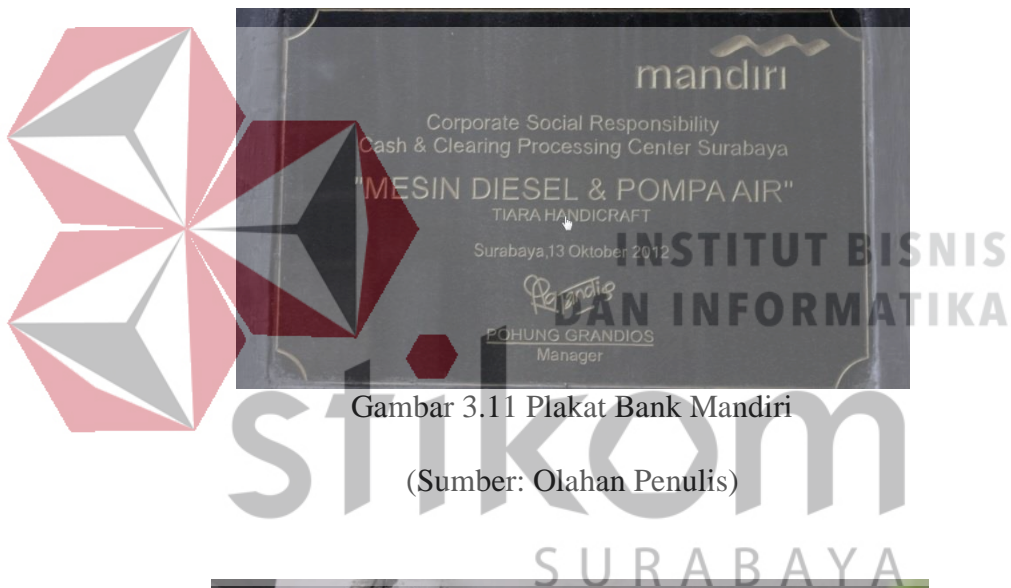 mandiri
Corporate Social Responsibility
Cash & Clearing Processing Center Surabaya
"MESIN DIESEL & POMPA AIR"
TIARA HANDICRAFT
Surabaya,13 Oktober 2012
POHUNG GRANDIOS
Manager
INSTITUT BISNIS
DAN INFORMATIKA
stikom
SURABAYA
Gambar 3.11 Plakat Bank Mandiri
(Sumber: Olahan Penulis)